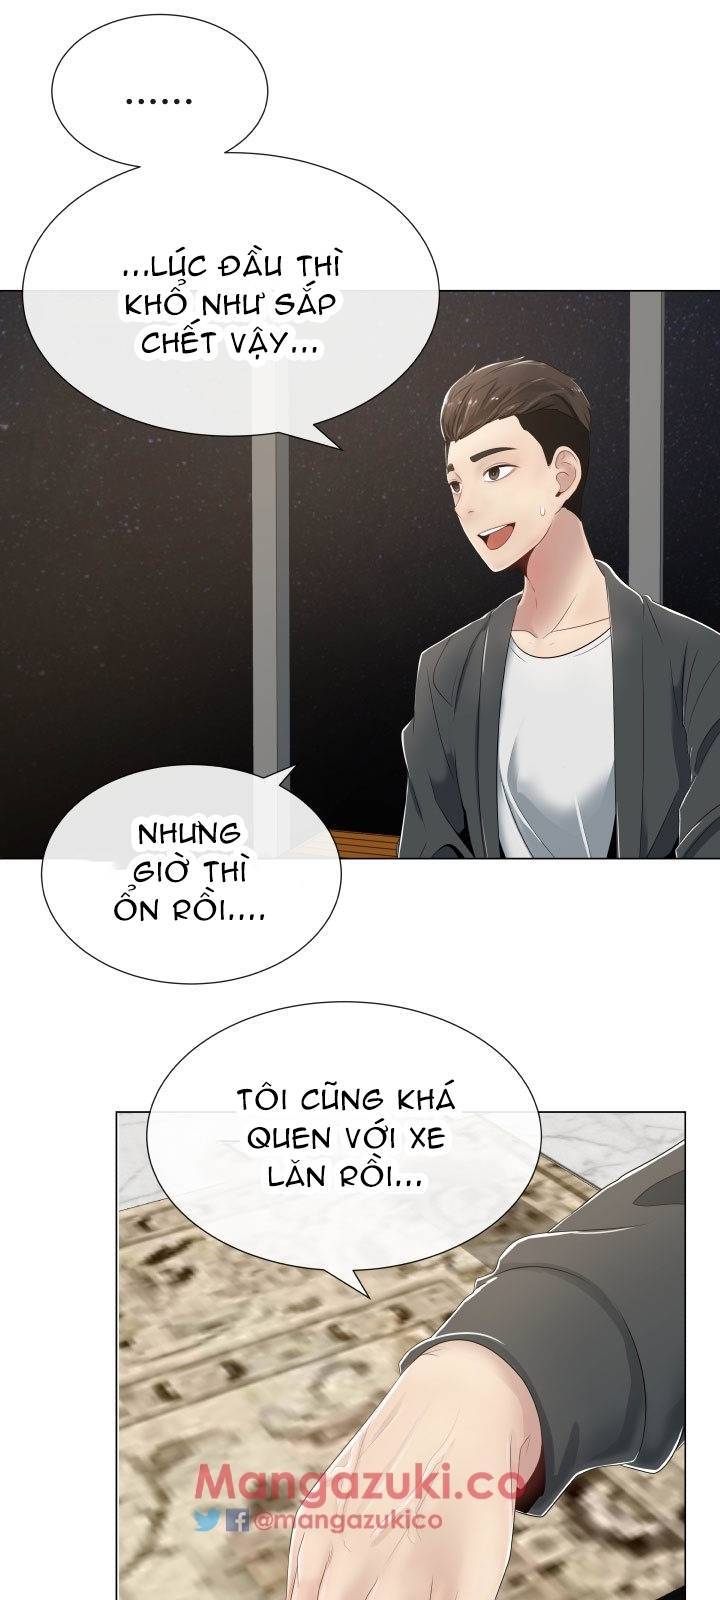 ......
...LÚC ĐẦU THÌ
KHỔ NHƯ SẮP
CHẾT VẬY...
NHƯNG
GIỜ THÌ
ỔN RỒI....
TÔI CŨNG KHÁ
QUEN VỚI XE
LĂN RỒI...
Mangazuki.co
@mangazukico